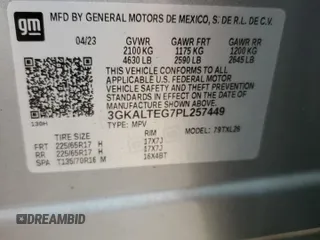 gm
MFD BY GENERAL MOTORS DE MEXICO, S. DE R.L. DE C.V.
04/23 GVWR GAWR FRT GAWR RR
2100 KG 1175 KG 1200 KG
4630 LB 2590 LB 2645 LB
THIS VEHICLE CONFORMS TO ALL
APPLICABLE U.S. FEDERAL MOTOR
VEHICLE SAFETY AND THEFT
PREVENTION STANDARDS IN EFFECT ON
THE DATE OF MANUFACTURE SHOWN
ABOVE.
3GKALTEG7PL257449
TYPE: MPV MODEL: 79TXL26
RIM
FRT 225/65R17 H 17X7J
RR 225/65R17 H 17X7J
SPA T135/70R16 M 16X4BT
AUTOBIDMASTER